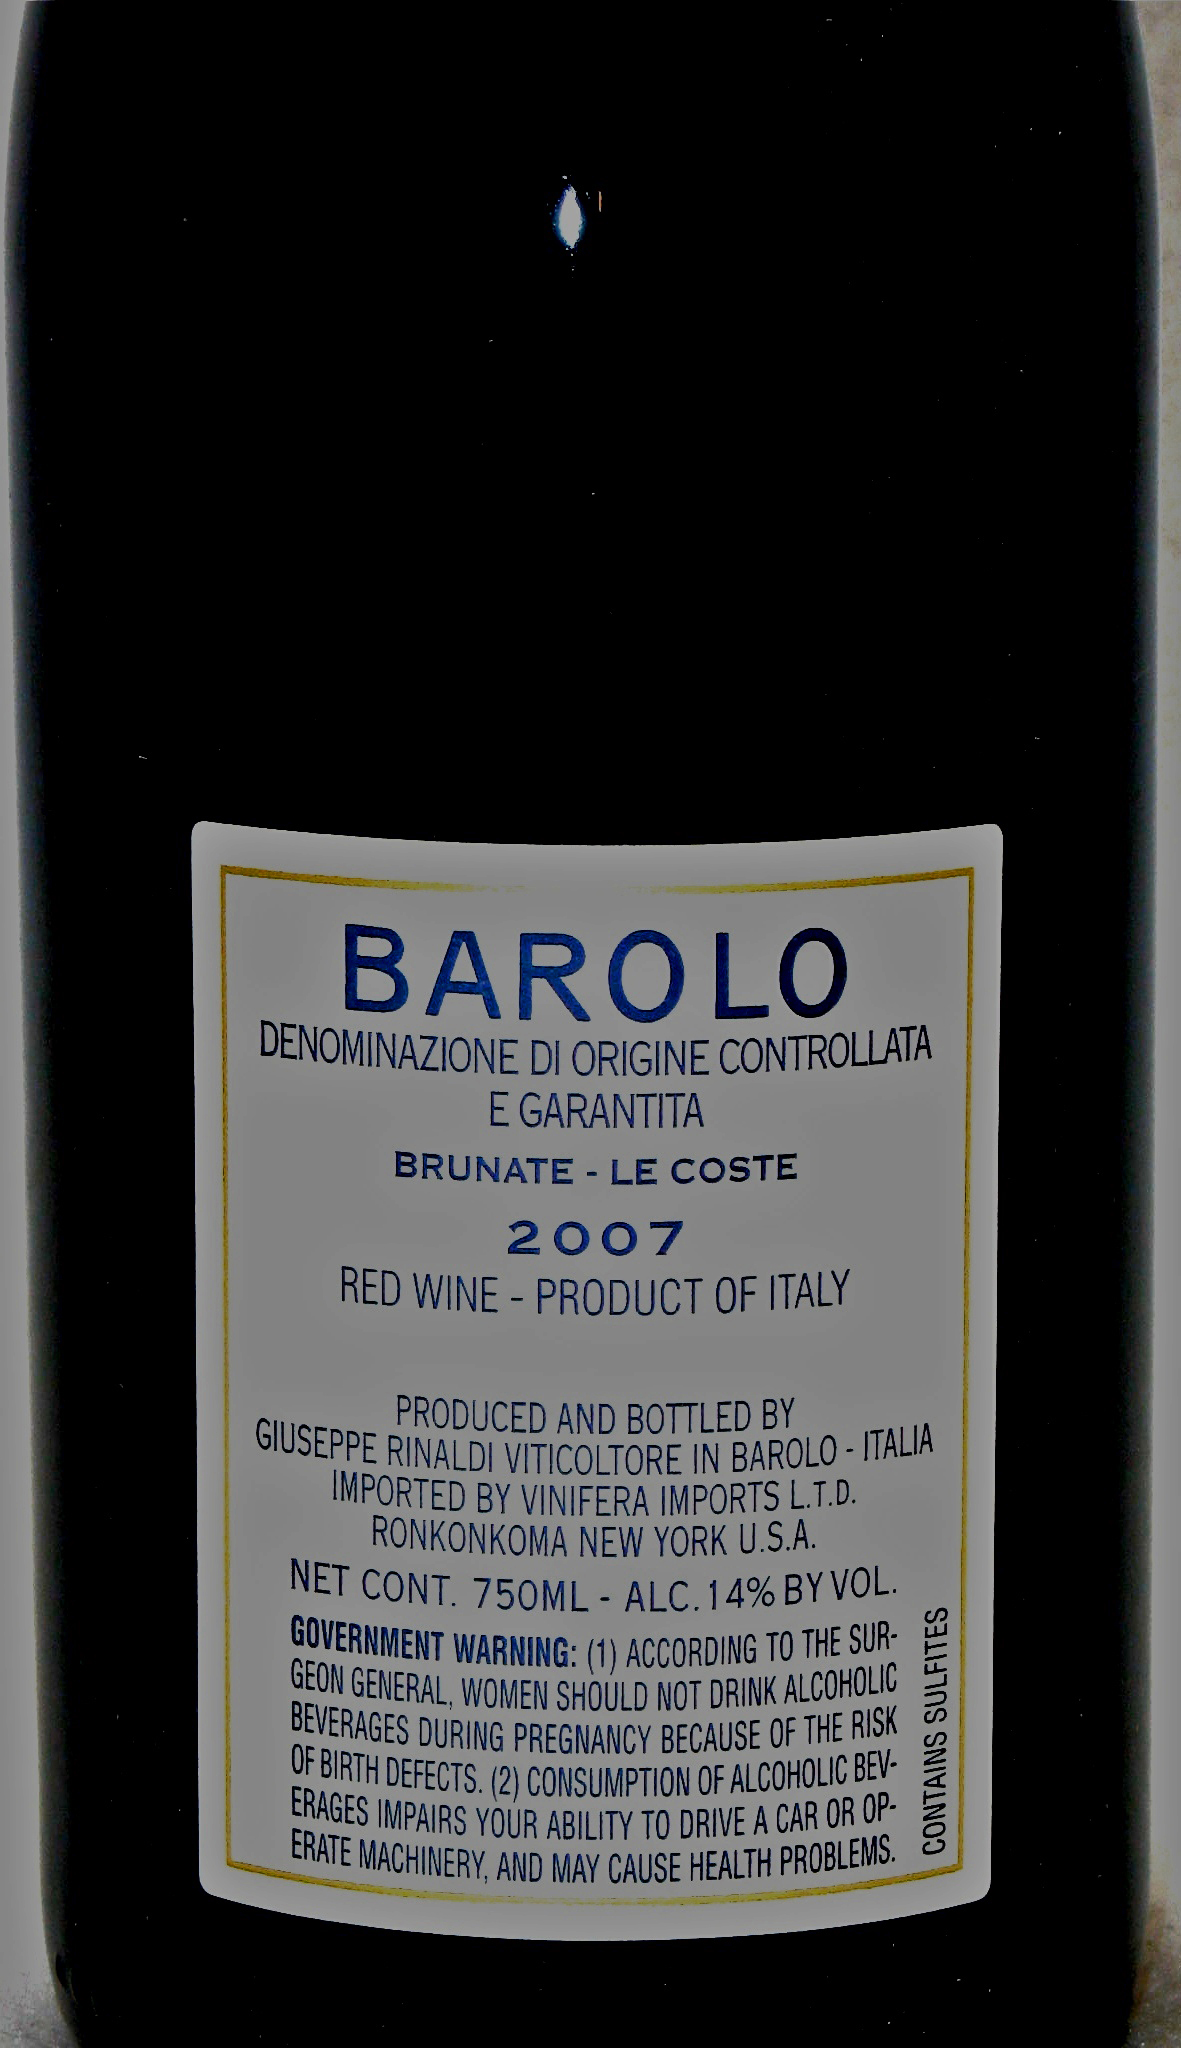 BAROLO
DENOMINAZIONE DI ORIGINE CONTROLLATA
E GARANTITA
BRUNATE - LE COSTE
2007
RED WINE - PRODUCT OF ITALY
PRODUCED AND BOTTLED BY
GIUSEPPE RINALDI VITICOLTORE IN BAROLO - ITALIA
IMPORTED BY VINIFERA IMPORTS L.T.D.
RONKONKOMA NEW YORK U.S.A.
NET CONT. 750ML - ALC. 14% BY VOL.
GOVERNMENT WARNING: (1) ACCORDING TO THE SUR-
GEON GENERAL, WOMEN SHOULD NOT DRINK ALCOHOLIC
BEVERAGES DURING PREGNANCY BECAUSE OF THE RISK
OF BIRTH DEFECTS. (2) CONSUMPTION OF ALCOHOLIC BEV-
ERAGES IMPAIRS YOUR ABILITY TO DRIVE A CAR OR OP-
ERATE MACHINERY, AND MAY CAUSE HEALTH PROBLEMS.
CONTAINS SULFITES